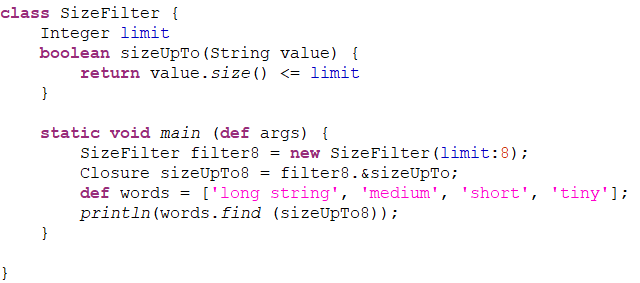 class SizeFilter {
    Integer limit
    boolean sizeUpTo(String value) {
        return value.size() <= limit
    }

    static void main (def args) {
        SizeFilter filter8 = new SizeFilter(limit:8);
        Closure sizeUpTo8 = filter8.&sizeUpTo;
        def words = ['long string', 'medium', 'short', 'tiny'];
        println(words.find (sizeUpTo8));
    }

}